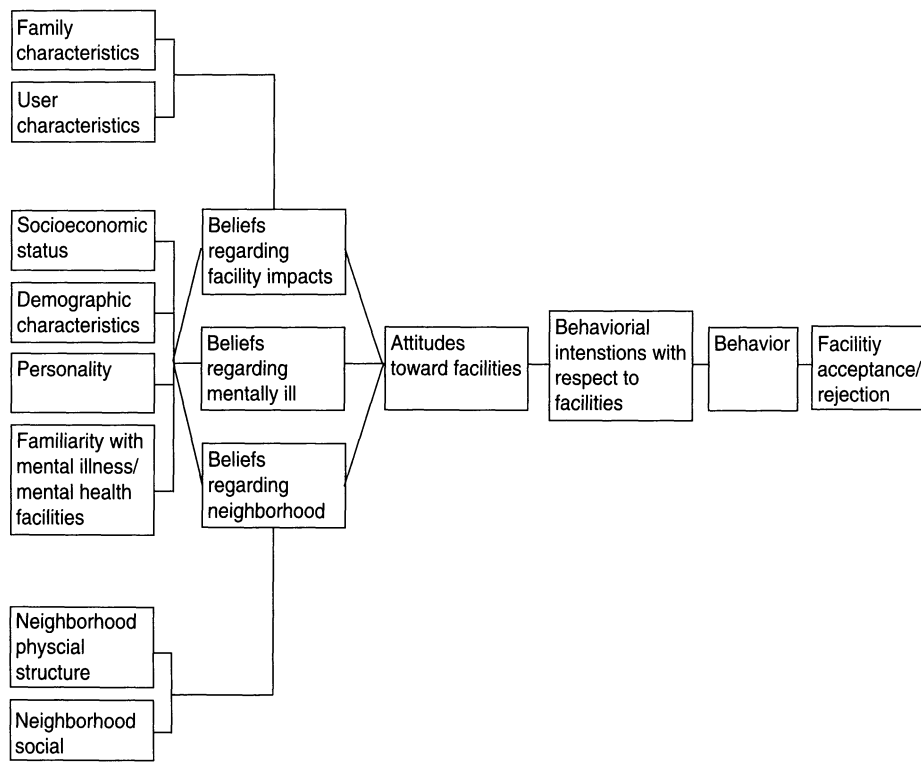 Family
characteristics
User
characteristics
Socioeconomic
status
Demographic
characteristics
Personality
Familiarity with
mental illness/
mental health
facilities
Neighborhood
physcial
structure
Neighborhood
social
Beliefs
regarding
facility impacts
Beliefs
regarding
mentally ill
Beliefs
regarding
neighborhood
Attitudes
toward facilities
Behaviorial
intenstions with
respect to
facilities
Behavior
Facilitiy
acceptance/
rejection